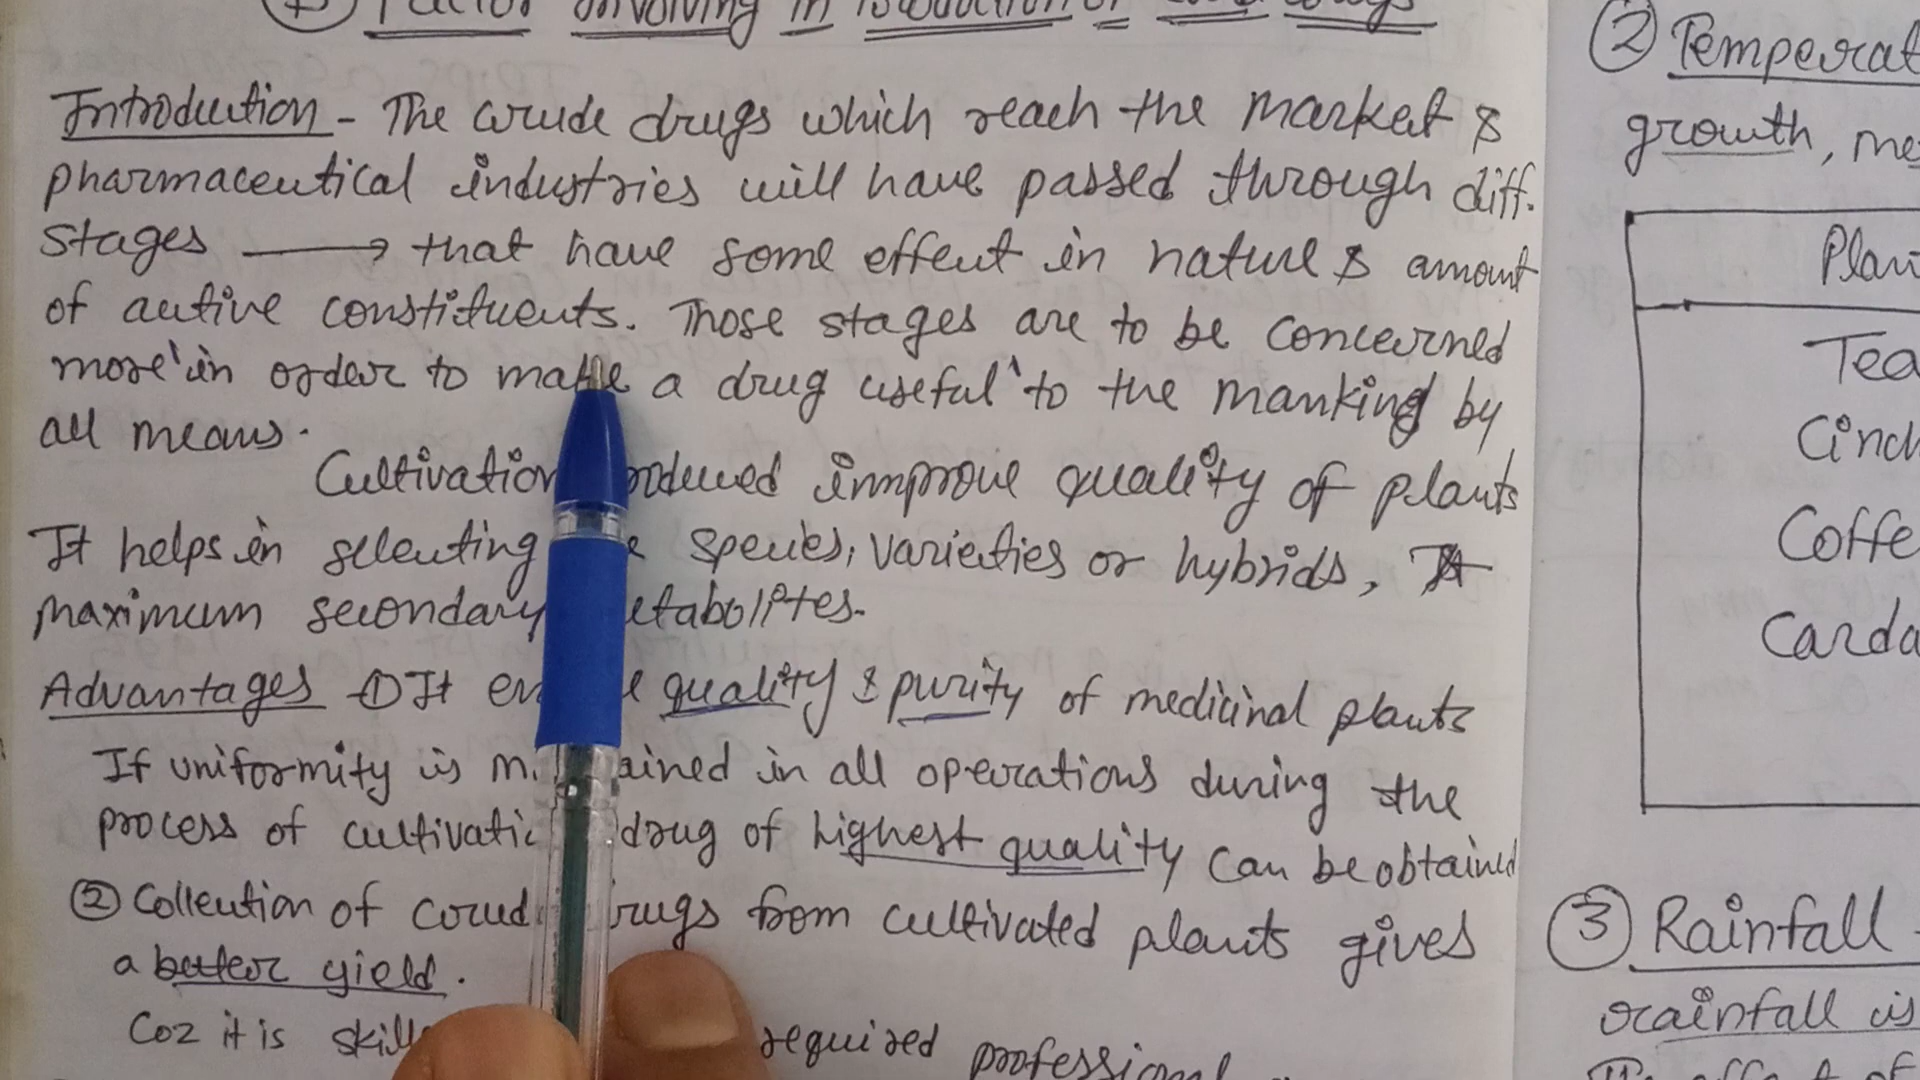 Factor involving in Production of
Introduction - The crude drugs which reach the market &
pharmaceutical industries will have passed through diff.
stages → that have some effect in nature & amount
of active constituents. Those stages are to be concerned
more in order to make a drug useful to the manking by
all means.
Cultivation improve quality of plants
It helps in selecting species, varieties or hybrids,
maximum secondary
Advantages ① It quality & purity of medicinal plants
If uniformity is in all operations during the
process of drug of highest quality can be obtained
② Collection of from cultivated plants gives
a better yield.
Coz it is required professional
② Temperat
growth, me
Plan
Tea
Cinch
Coffe
Carda
③ Rainfall -
rainfall is